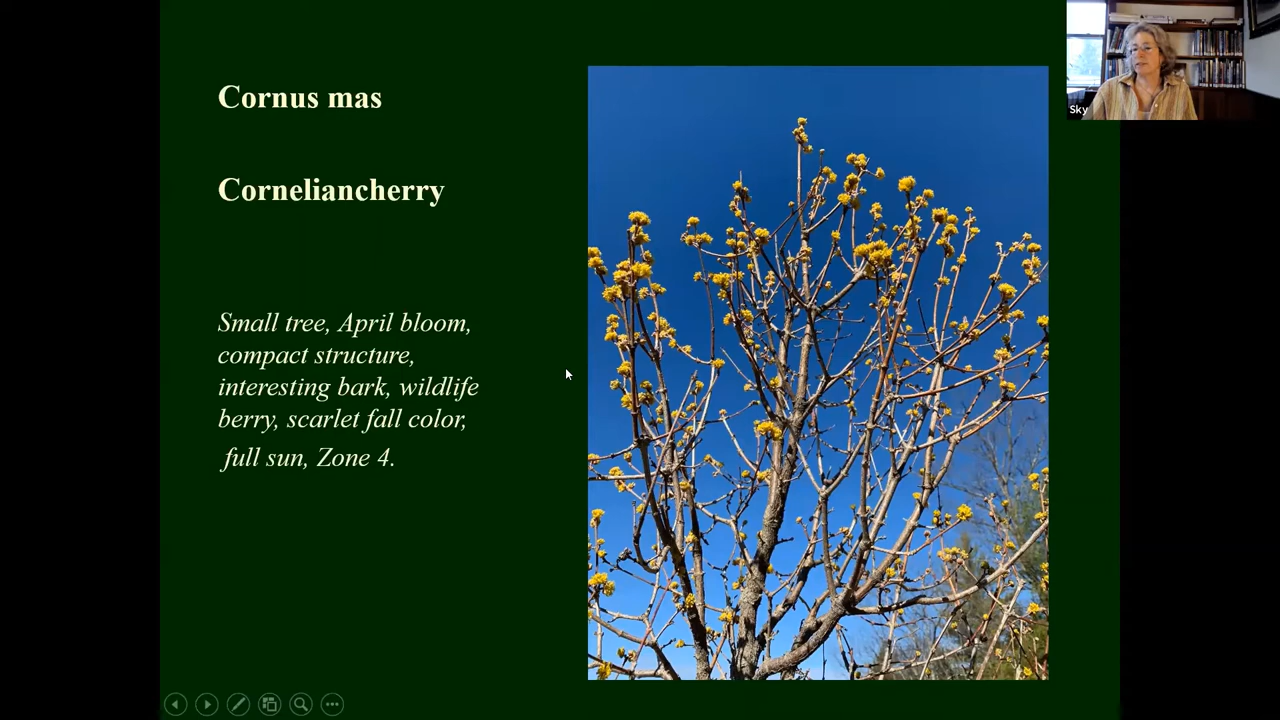 Cornus mas
Corneliancherry
Small tree, April bloom,
compact structure,
interesting bark, wildlife
berry, scarlet fall color,
full sun, Zone 4.
Sky